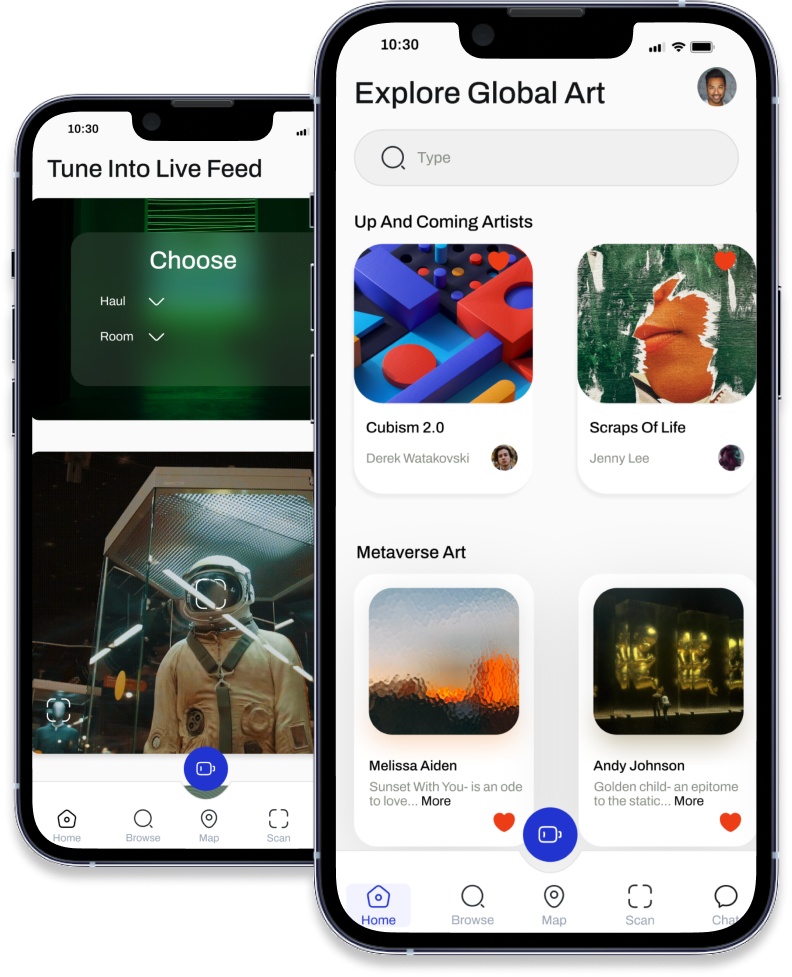 10:30
Tune Into Live Feed
Choose
Haul
Room
Home
Browse
Map
Scan
10:30
Explore Global Art
Type
Up And Coming Artists
Cubism 2.0
Derek Watakovski
Scraps Of Life
Jenny Lee
Metaverse Art
Melissa Aiden
Sunset With You- is an ode
to love... More
Andy Johnson
Golden child- an epitome
to the static... More
Home
Browse
Map
Scan
Chat